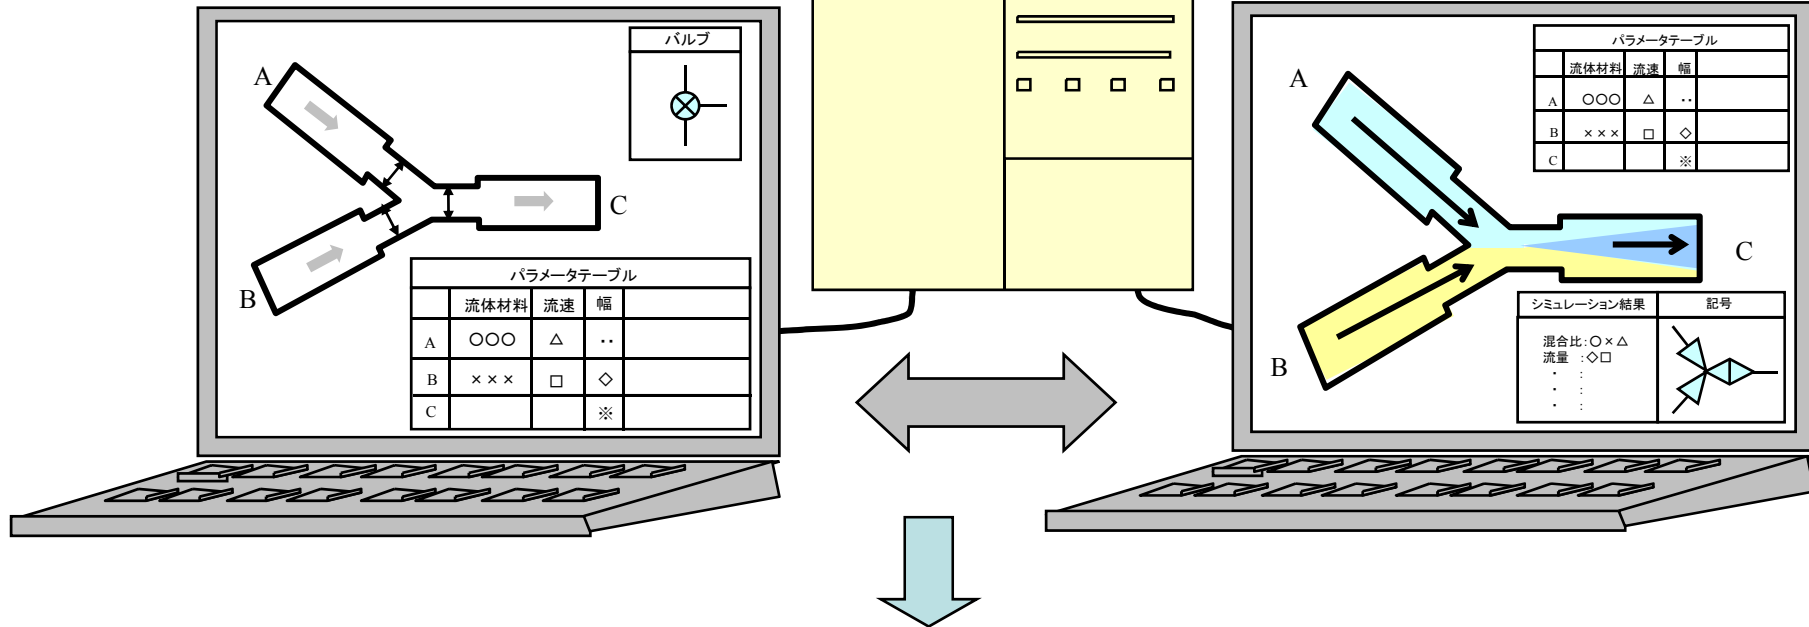 バルブ
A
C
B
パラメータテーブル
流体材料 流速 幅
A ○○○ △ ‥
B ××× □ ◇
C ※
パラメータテーブル
流体材料 流速 幅
A ○○○ △ ‥
B ××× □ ◇
C ※
A
C
B
シミュレーション結果 記号
混合比:○×△
流量 :◇□
・ :
・ :
・ :